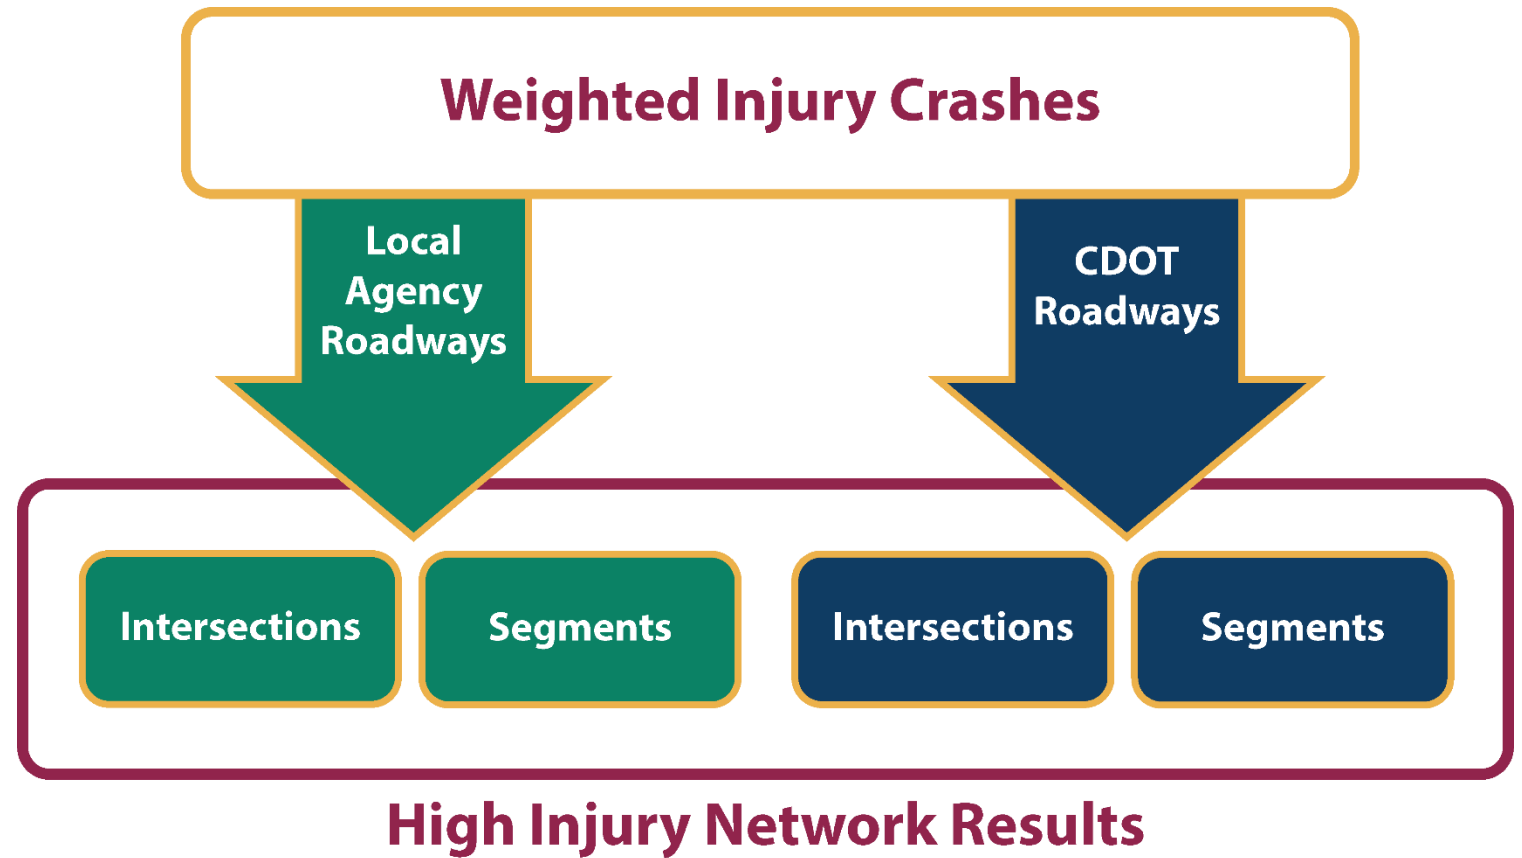 Weighted Injury Crashes
Local
Agency
Roadways
CDOT
Roadways
Intersections
Segments
Intersections
Segments
High Injury Network Results